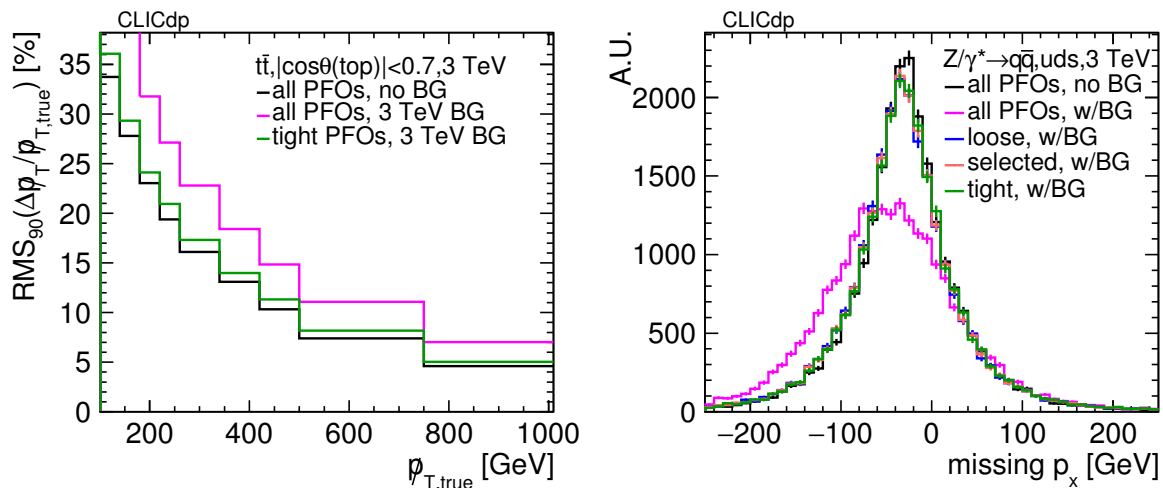 CLICdp
RMS90(Δp̸T/p̸T,true) [%]
35
30
25
20
15
10
5
0
tt̄,|cosθ(top)|<0.7,3 TeV
all PFOs, no BG
all PFOs, 3 TeV BG
tight PFOs, 3 TeV BG
200 400 600 800 1000
p̸T,true [GeV]
CLICdp
A.U.
2000
1500
1000
500
0
Z/γ*→qq̄,uds,3 TeV
all PFOs, no BG
all PFOs, w/BG
loose, w/BG
selected, w/BG
tight, w/BG
−200 −100 0 100 200
missing px [GeV]